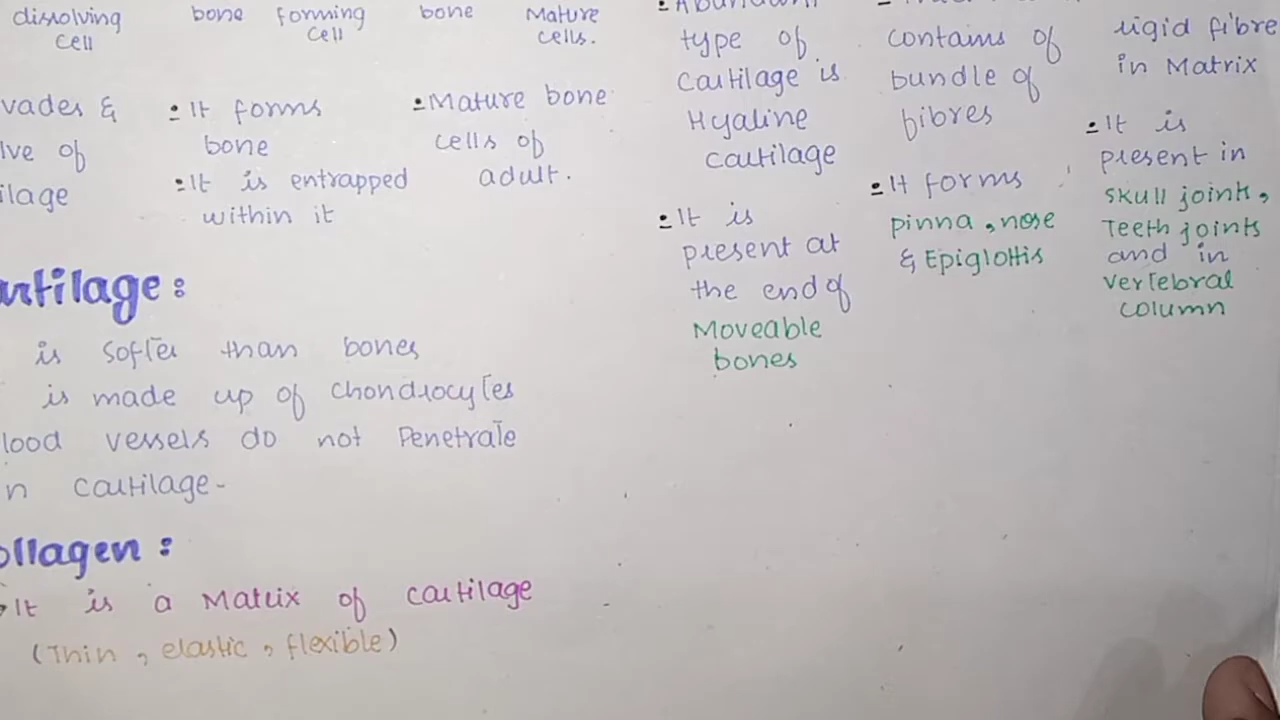 dissolving cell
bone forming cell
bone
Mature cells.
vades &
lve of
ilage
It forms
bone
It is entrapped
within it
Mature bone
cells of
adult.
artilage:
is softer than bones
is made up of Chondrocytes
lood vessels do not Penetrate
n cartilage-
ollagen:
It is a Matrix of cartilage
(Thin, elastic, flexible)
Abundant
type of
cartilage is
Hyaline
cartilage
It is
present at
the end of
Moveable
bones
contains of
bundle of
fibres
It forms
pinna, nose
& Epiglottis
rigid fibre
in Matrix
It is
present in
skull joint,
Teeth joints
and in
vertebral
column